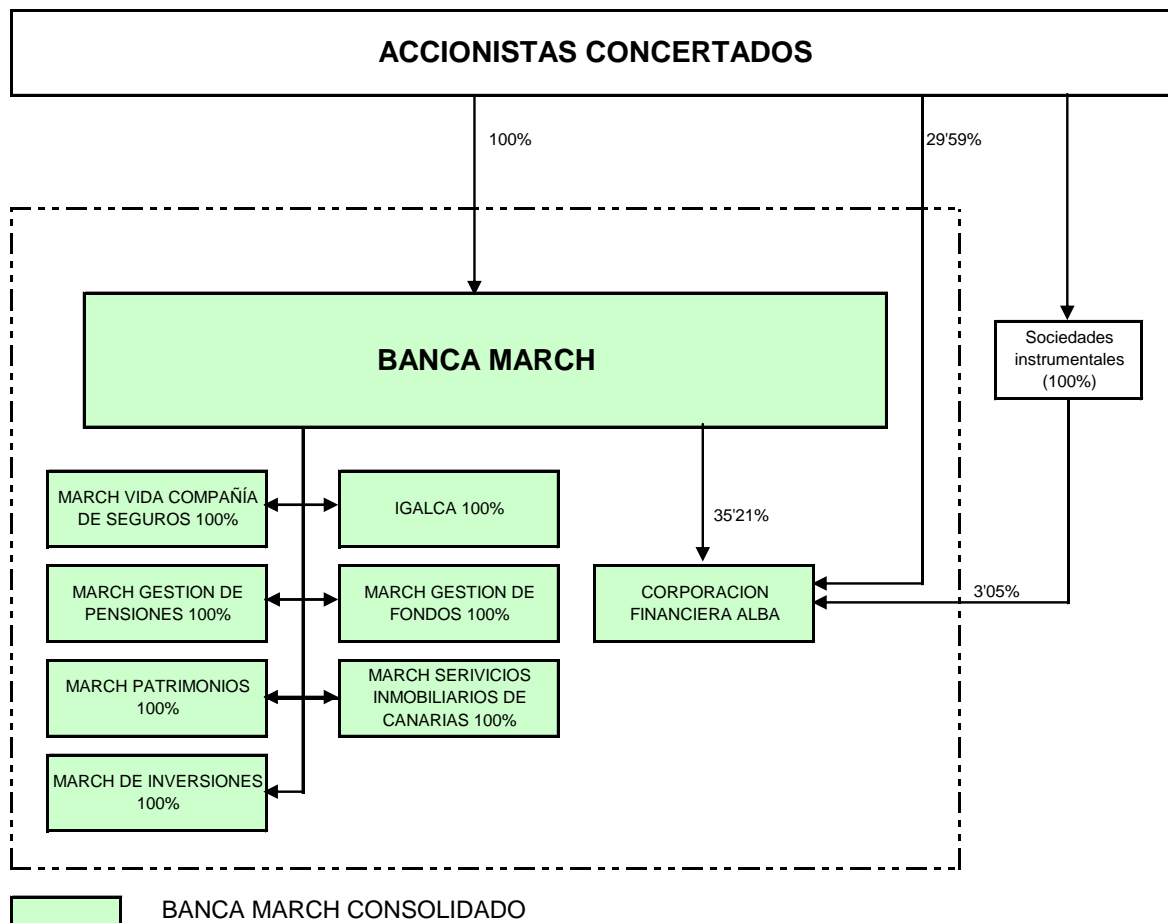 ACCIONISTAS CONCERTADOS
100%
29'59%
BANCA MARCH
Sociedades
instrumentales
(100%)
MARCH VIDA COMPAÑÍA
DE SEGUROS 100%
IGALCA 100%
35'21%
MARCH GESTION DE
PENSIONES 100%
MARCH GESTION DE
FONDOS 100%
CORPORACION
FINANCIERA ALBA
3'05%
MARCH PATRIMONIOS
100%
MARCH SERIVICIOS
INMOBILIARIOS DE
CANARIAS 100%
MARCH DE INVERSIONES
100%
BANCA MARCH CONSOLIDADO